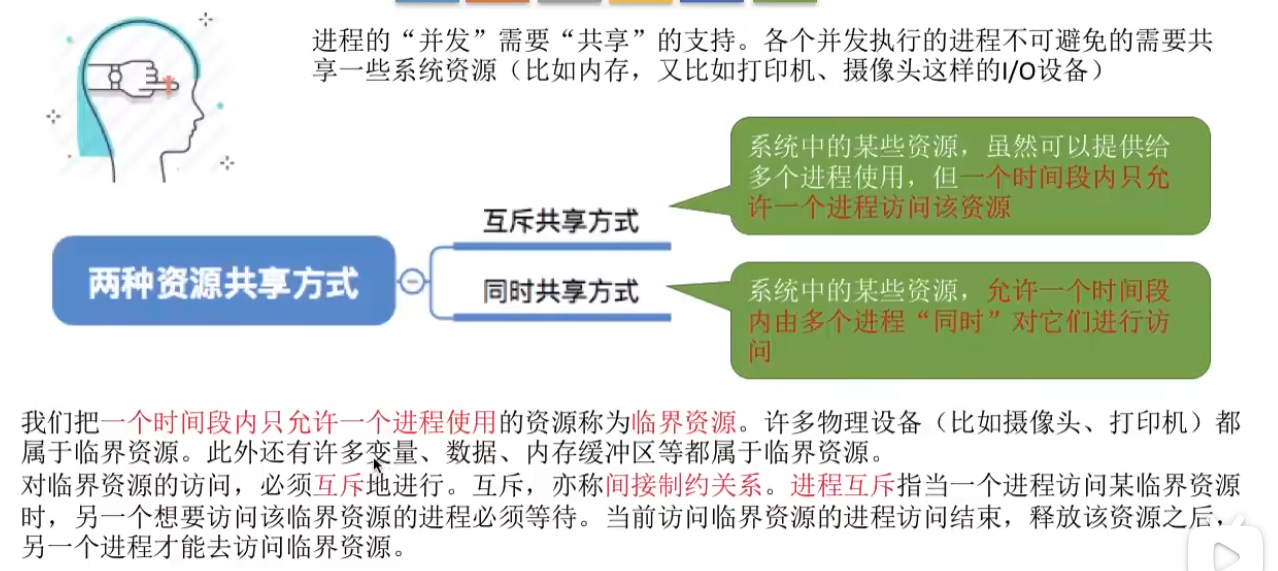 进程的“并发”需要“共享”的支持。各个并发执行的进程不可避免的需要共
享一些系统资源（比如内存，又比如打印机、摄像头这样的I/O设备）
系统中的某些资源，虽然可以提供给
多个进程使用，但一个时间段内只允
许一个进程访问该资源
互斥共享方式
两种资源共享方式
同时共享方式
系统中的某些资源，允许一个时间段
内由多个进程“同时”对它们进行访
问
我们把一个时间段内只允许一个进程使用的资源称为临界资源。许多物理设备（比如摄像头、打印机）都
属于临界资源。此外还有许多变量、数据、内存缓冲区等都属于临界资源。
对临界资源的访问，必须互斥地进行。互斥，亦称间接制约关系。进程互斥指当一个进程访问某临界资源
时，另一个想要访问该临界资源的进程必须等待。当前访问临界资源的进程访问结束，释放该资源之后，
另一个进程才能去访问临界资源。